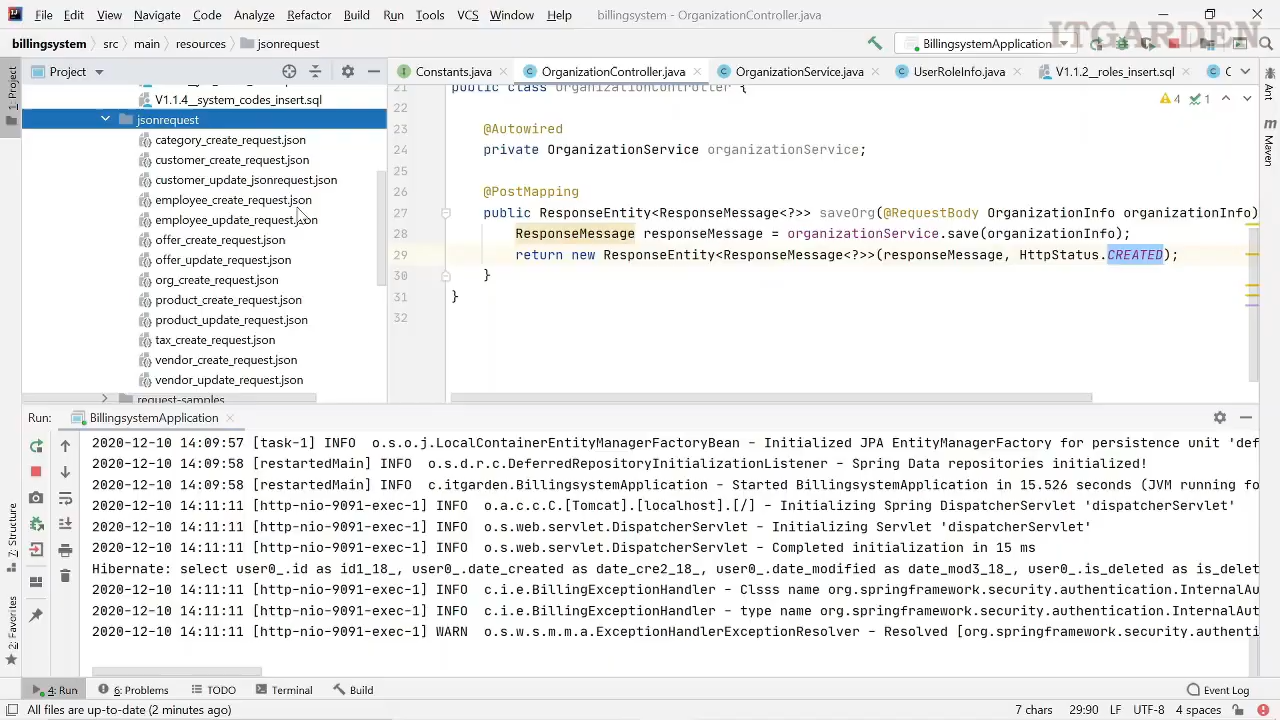 File Edit View Navigate Code Analyze Refactor Build Run Tools VCS Window Help billingsystem - OrganizationController.java
ITGARDEN
billingsystem src main resources jsonrequest BillingsystemApplication
1: Project
Project
Constants.java OrganizationController.java OrganizationService.java UserRoleInfo.java V1.1.2__roles_insert.sql C
Ant
Maven
4 1
V1.1.4__system_codes_insert.sql
jsonrequest
category_create_request.json
customer_create_request.json
customer_update_jsonrequest.json
employee_create_request.json
employee_update_request.json
offer_create_request.json
offer_update_request.json
org_create_request.json
product_create_request.json
product_update_request.json
tax_create_request.json
vendor_create_request.json
vendor_update_request.json
request-samples
21 public class OrganizationController {
22
23 @Autowired
24 private OrganizationService organizationService;
25
26 @PostMapping
27 public ResponseEntity<ResponseMessage<?>> saveOrg(@RequestBody OrganizationInfo organizationInfo)
28 ResponseMessage responseMessage = organizationService.save(organizationInfo);
29 return new ResponseEntity<ResponseMessage<?>>(responseMessage, HttpStatus.CREATED);
30 }
31 }
32
Run: BillingsystemApplication
2020-12-10 14:09:57 [task-1] INFO o.s.o.j.LocalContainerEntityManagerFactoryBean - Initialized JPA EntityManagerFactory for persistence unit 'def
2020-12-10 14:09:58 [restartedMain] INFO o.s.d.r.c.DeferredRepositoryInitializationListener - Spring Data repositories initialized!
2020-12-10 14:09:58 [restartedMain] INFO c.itgarden.BillingsystemApplication - Started BillingsystemApplication in 15.526 seconds (JVM running fo
2020-12-10 14:11:11 [http-nio-9091-exec-1] INFO o.a.c.c.C.[Tomcat].[localhost].[/] - Initializing Spring DispatcherServlet 'dispatcherServlet'
2020-12-10 14:11:11 [http-nio-9091-exec-1] INFO o.s.web.servlet.DispatcherServlet - Initializing Servlet 'dispatcherServlet'
2020-12-10 14:11:11 [http-nio-9091-exec-1] INFO o.s.web.servlet.DispatcherServlet - Completed initialization in 15 ms
Hibernate: select user0_.id as id1_18_, user0_.date_created as date_cre2_18_, user0_.date_modified as date_mod3_18_, user0_.is_deleted as is_delet
2020-12-10 14:11:11 [http-nio-9091-exec-1] INFO c.i.e.BillingExceptionHandler - Clsss name org.springframework.security.authentication.InternalAu
2020-12-10 14:11:11 [http-nio-9091-exec-1] INFO c.i.e.BillingExceptionHandler - type name org.springframework.security.authentication.InternalAut
2020-12-10 14:11:11 [http-nio-9091-exec-1] WARN o.s.w.s.m.m.a.ExceptionHandlerExceptionResolver - Resolved [org.springframework.security.authenti
7: Structure
2: Favorites
4: Run 6: Problems TODO Terminal Build Event Log
All files are up-to-date (2 minutes ago) 7 chars 29:90 LF UTF-8 4 spaces